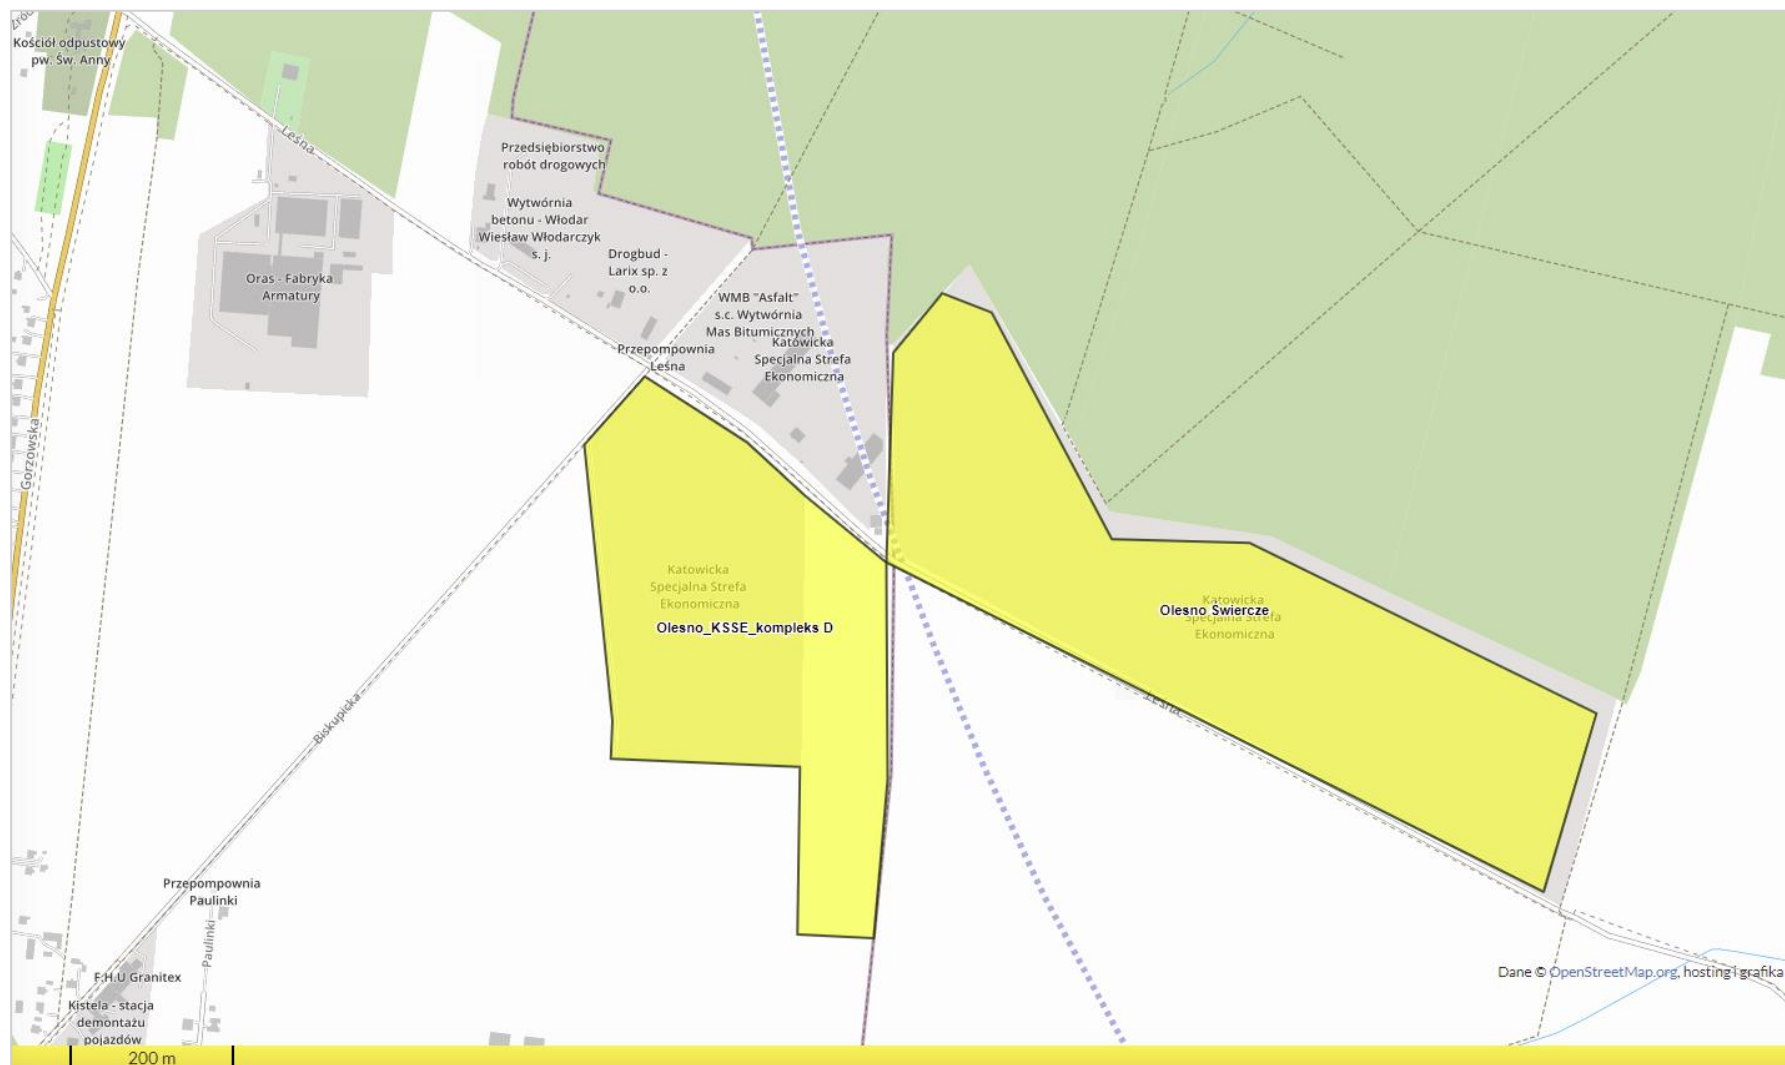 Kościół odpustowy
pw. Św. Anny
Leśna
Przedsiębiorstwo
robót drogowych
Wytwórnia
betonu - Włodar
Wiesław Włodarczyk
s. j.
Drogbud -
Larix sp. z
o.o.
Oras - Fabryka
Armatury
WMB "Asfalt"
s.c. Wytwórnia
Mas Bitumicznych
Katowicka
Specjalna Strefa
Ekonomiczna
Przepompownia
Leśna
Gorzowska
Katowicka
Specjalna Strefa
Ekonomiczna
Olesno_KSSE_kompleks D
Katowicka
Olesno Świercze
Specjalna Strefa
Ekonomiczna
Leśna
Biskupicka
Przepompownia
Paulinki
Paulinki
F.H.U Granitex
Kistela - stacja
demontażu
pojazdów
Dane © OpenStreetMap.org, hosting i grafika
200 m